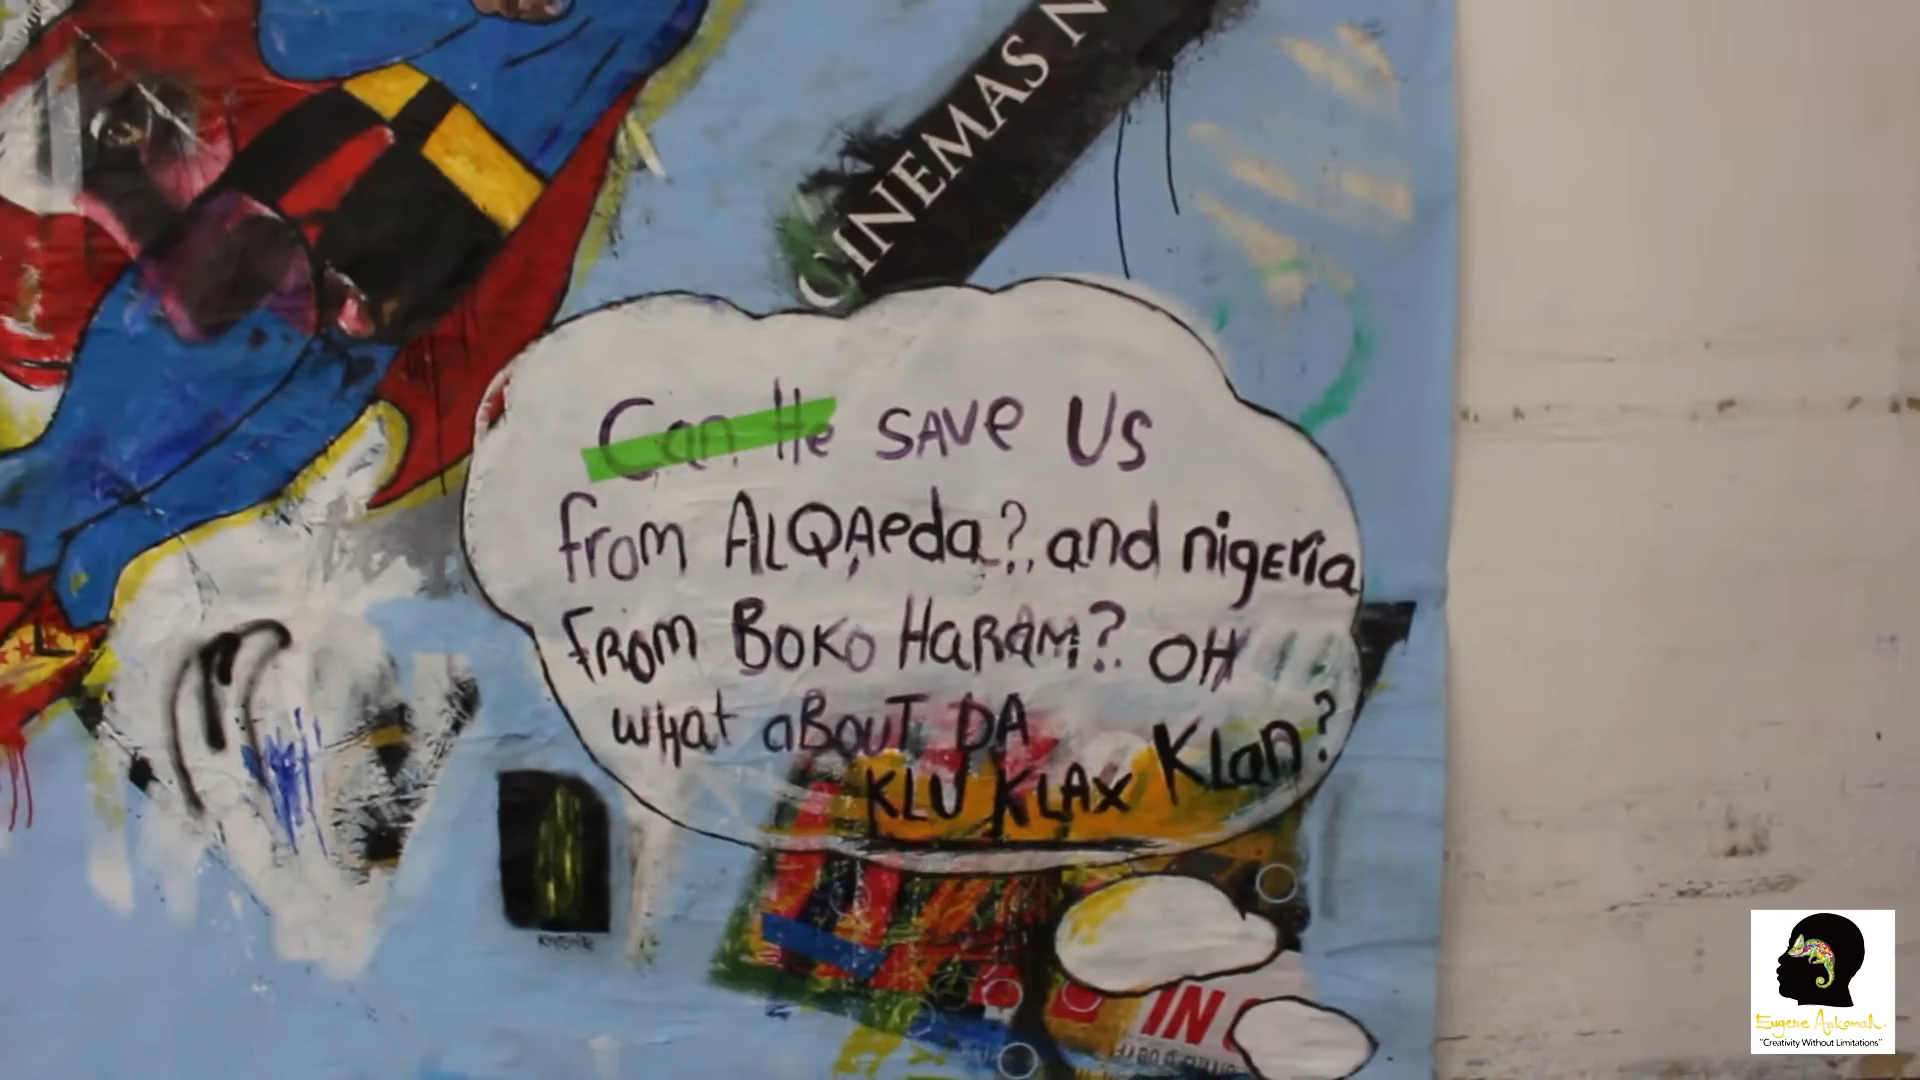 CINEMAS N
Can He SAVE US
from ALQAeda? and nigeria
FROM BOKO HARAM? OH
WHat aBOUT DA
KLU KLAX Klan?
IN
Eugene Ankomah.
"Creativity Without Limitations"